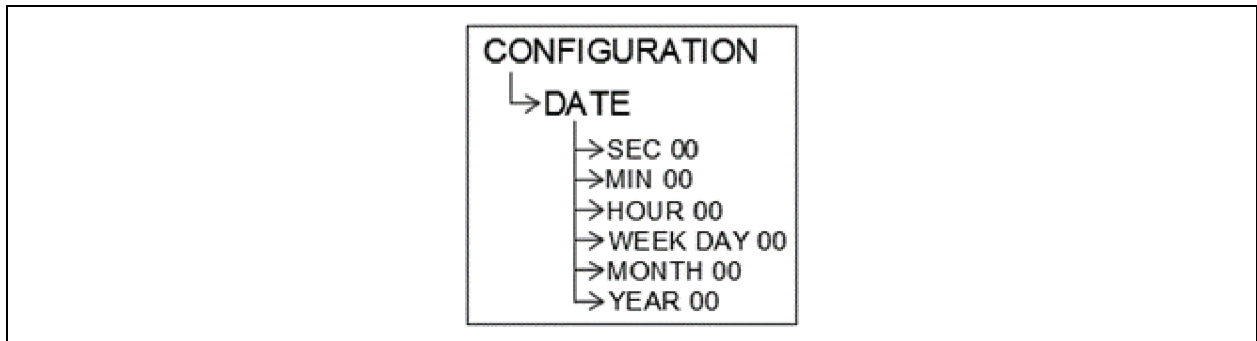 CONFIGURATION
DATE
SEC 00
MIN 00
HOUR 00
WEEK DAY 00
MONTH 00
YEAR 00